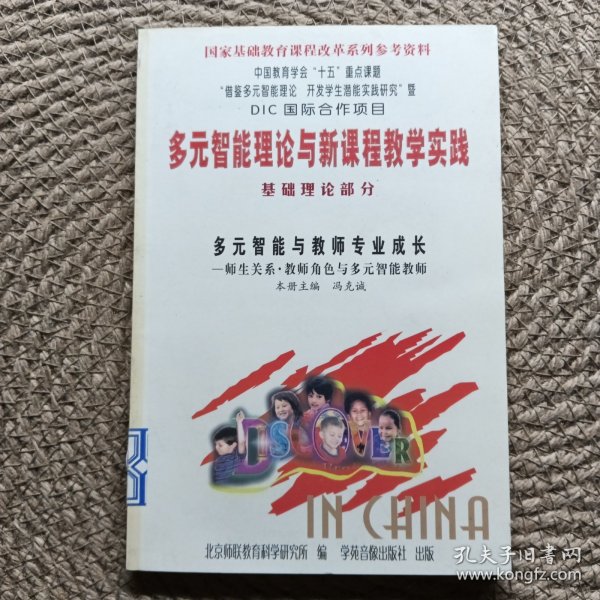 国家基础教育课程改革系列参考资料
中国教育学会“十五”重点课题
“借鉴多元智能理论 开发学生潜能实践研究”暨
DIC 国际合作项目
多元智能理论与新课程教学实践
基础理论部分
多元智能与教师专业成长
—师生关系·教师角色与多元智能教师
本册主编 冯克诚
DISCOVER
IN CHINA
北京师联教育科学研究所 编 学苑音像出版社 出版
孔夫子旧书网
www.kongfz.com